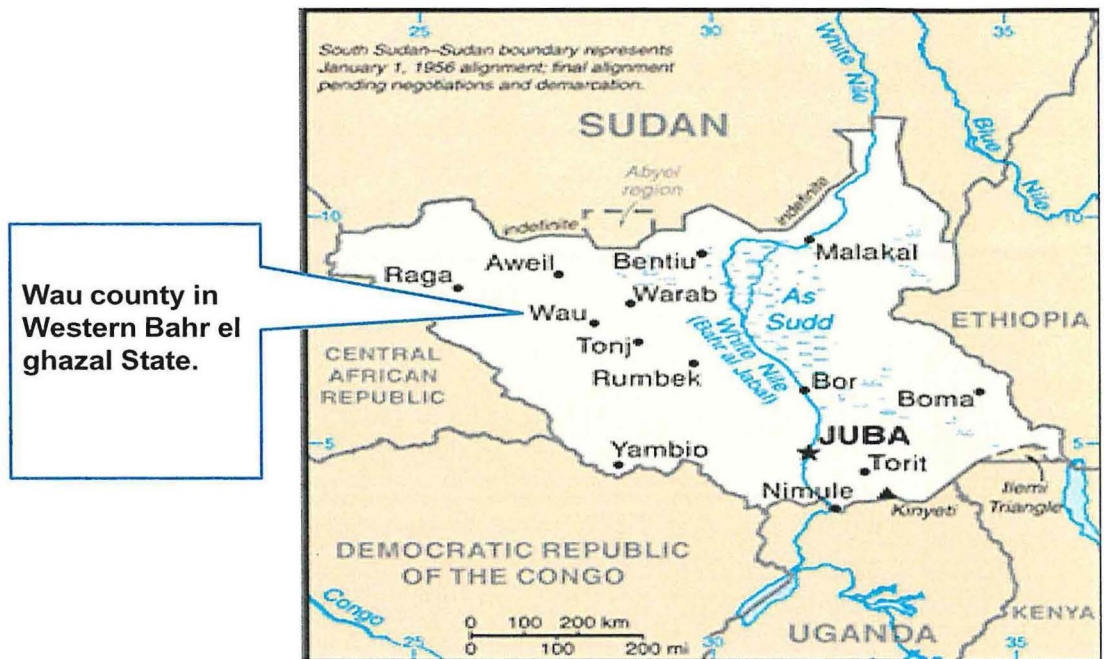 25
30
35
South Sudan–Sudan boundary represents
January 1, 1956 alignment; final alignment
pending negotiations and demarcation.
White Nile
SUDAN
Blue
Nile
Abyei
region
10
indefinite
indefinite
10
Malakal
Raga
Aweil
Bentiu
Wau county in
Western Bahr el
ghazal State.
Warab
Wau
As
Sudd
ETHIOPIA
White Nile
(Bahr al Jabal)
Tonj
CENTRAL
AFRICAN
REPUBLIC
Rumbek
Bor
Boma
5
JUBA
5
Yambio
Torit
Nimule
Kinyeti
Ilemi
Triangle
DEMOCRATIC REPUBLIC
OF THE CONGO
Congo
KENYA
0 100 200 km
0 100 200 mi
UGANDA
25
30
35